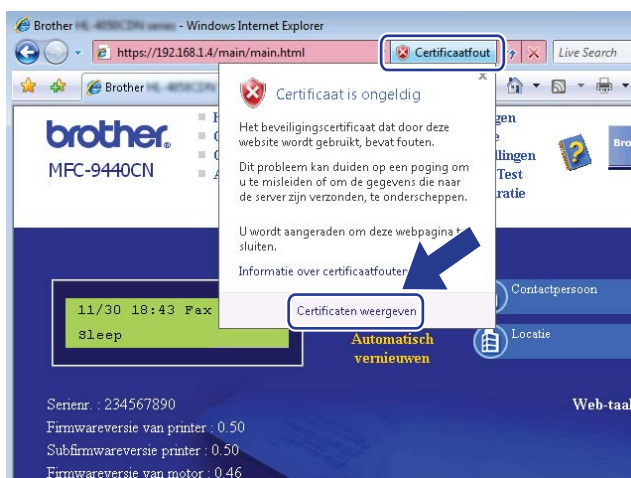 Brother - Windows Internet Explorer
https://192.168.1.4/main/main.html
Certificaatfout
Live Search
Brother
Certificaat is ongeldig
x
Het beveiligingscertificaat dat door deze
website wordt gebruikt, bevat fouten.
Dit probleem kan duiden op een poging om
u te misleiden of om de gegevens die naar
de server zijn verzonden, te onderscheppen.
U wordt aangeraden om deze webpagina te
sluiten.
Informatie over certificaatfouten
Certificaten weergeven
brother
MFC-9440CN
gen
llingen
Test
ratie
Bro
11/30 18:43 Fax
Sleep
Automatisch
vernieuwen
Contactpersoon
Locatie
Serienr. : 234567890
Web-taal
Firmwareversie van printer : 0.50
Subfirmwareversie printer : 0.50
Firmwareversie van motor : 0.46